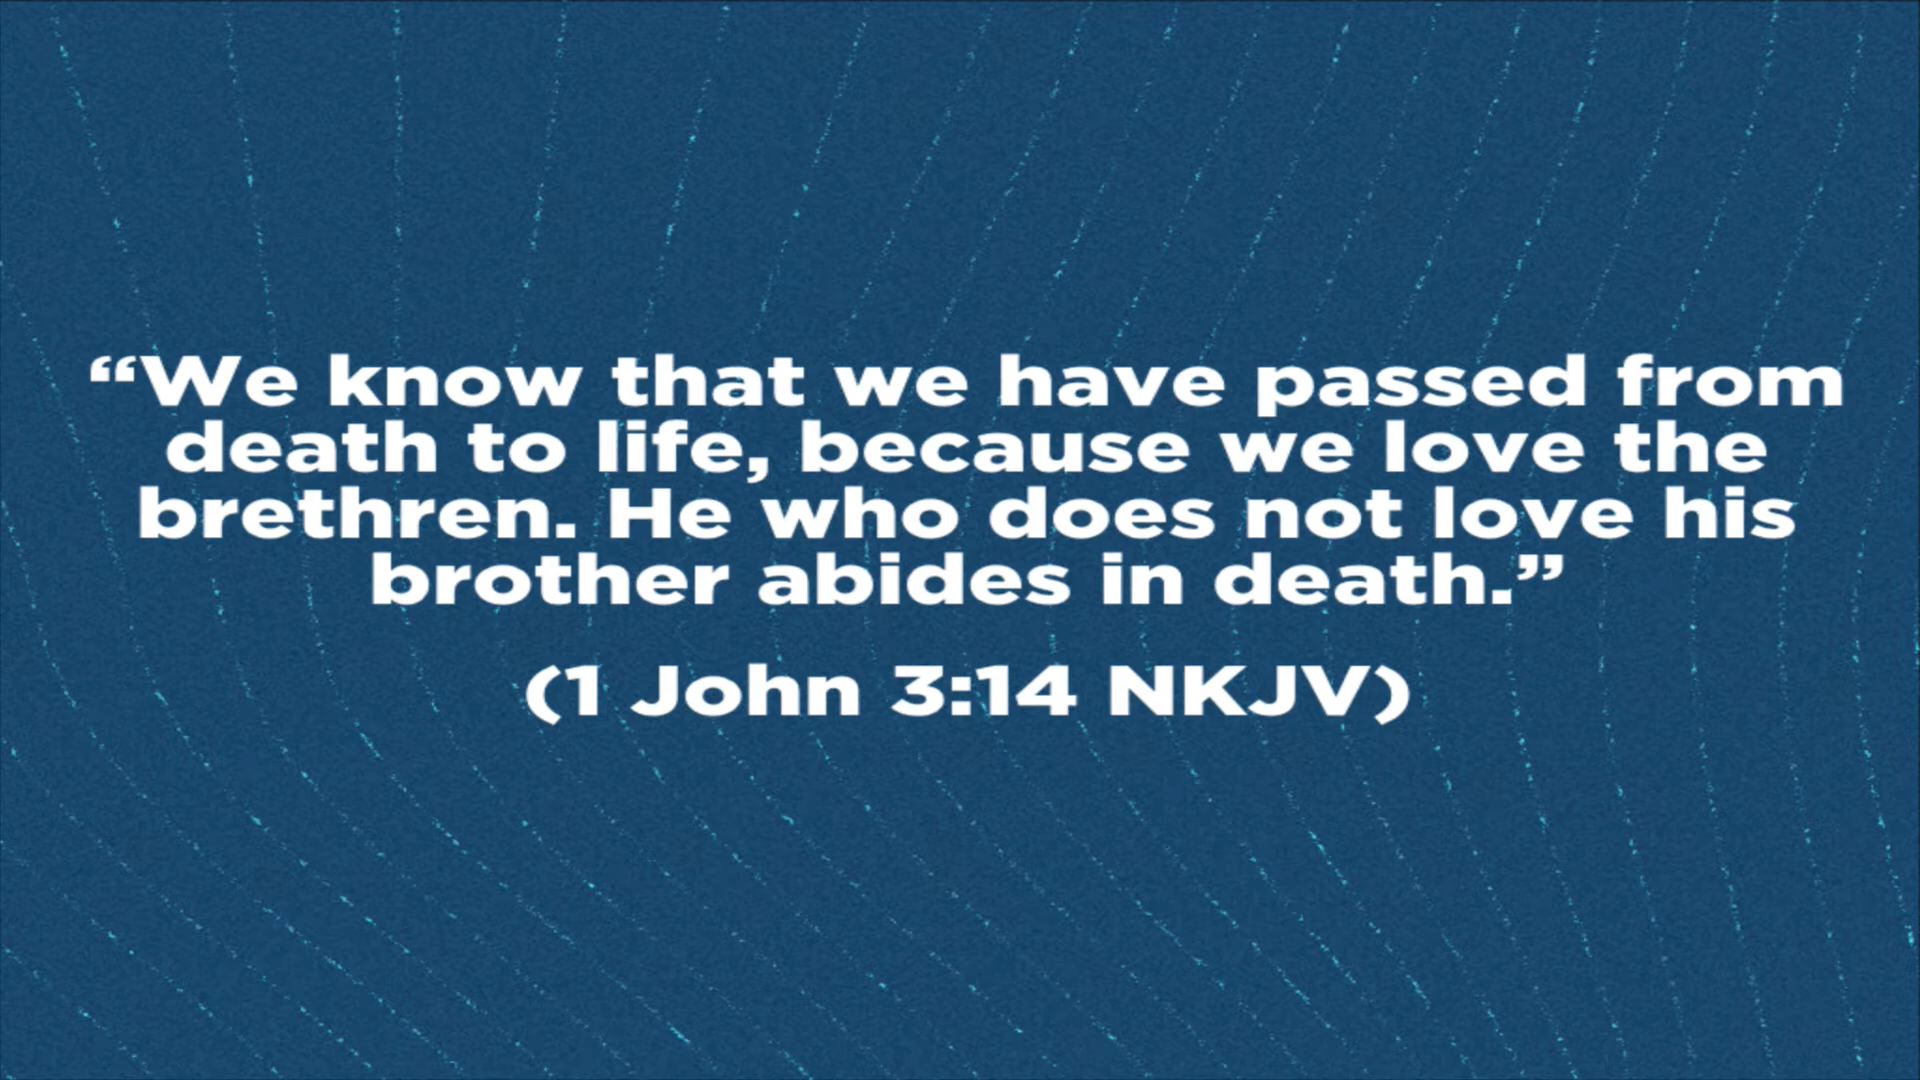 “We know that we have passed from
death to life, because we love the
brethren. He who does not love his
brother abides in death.”
(1 John 3:14 NKJV)